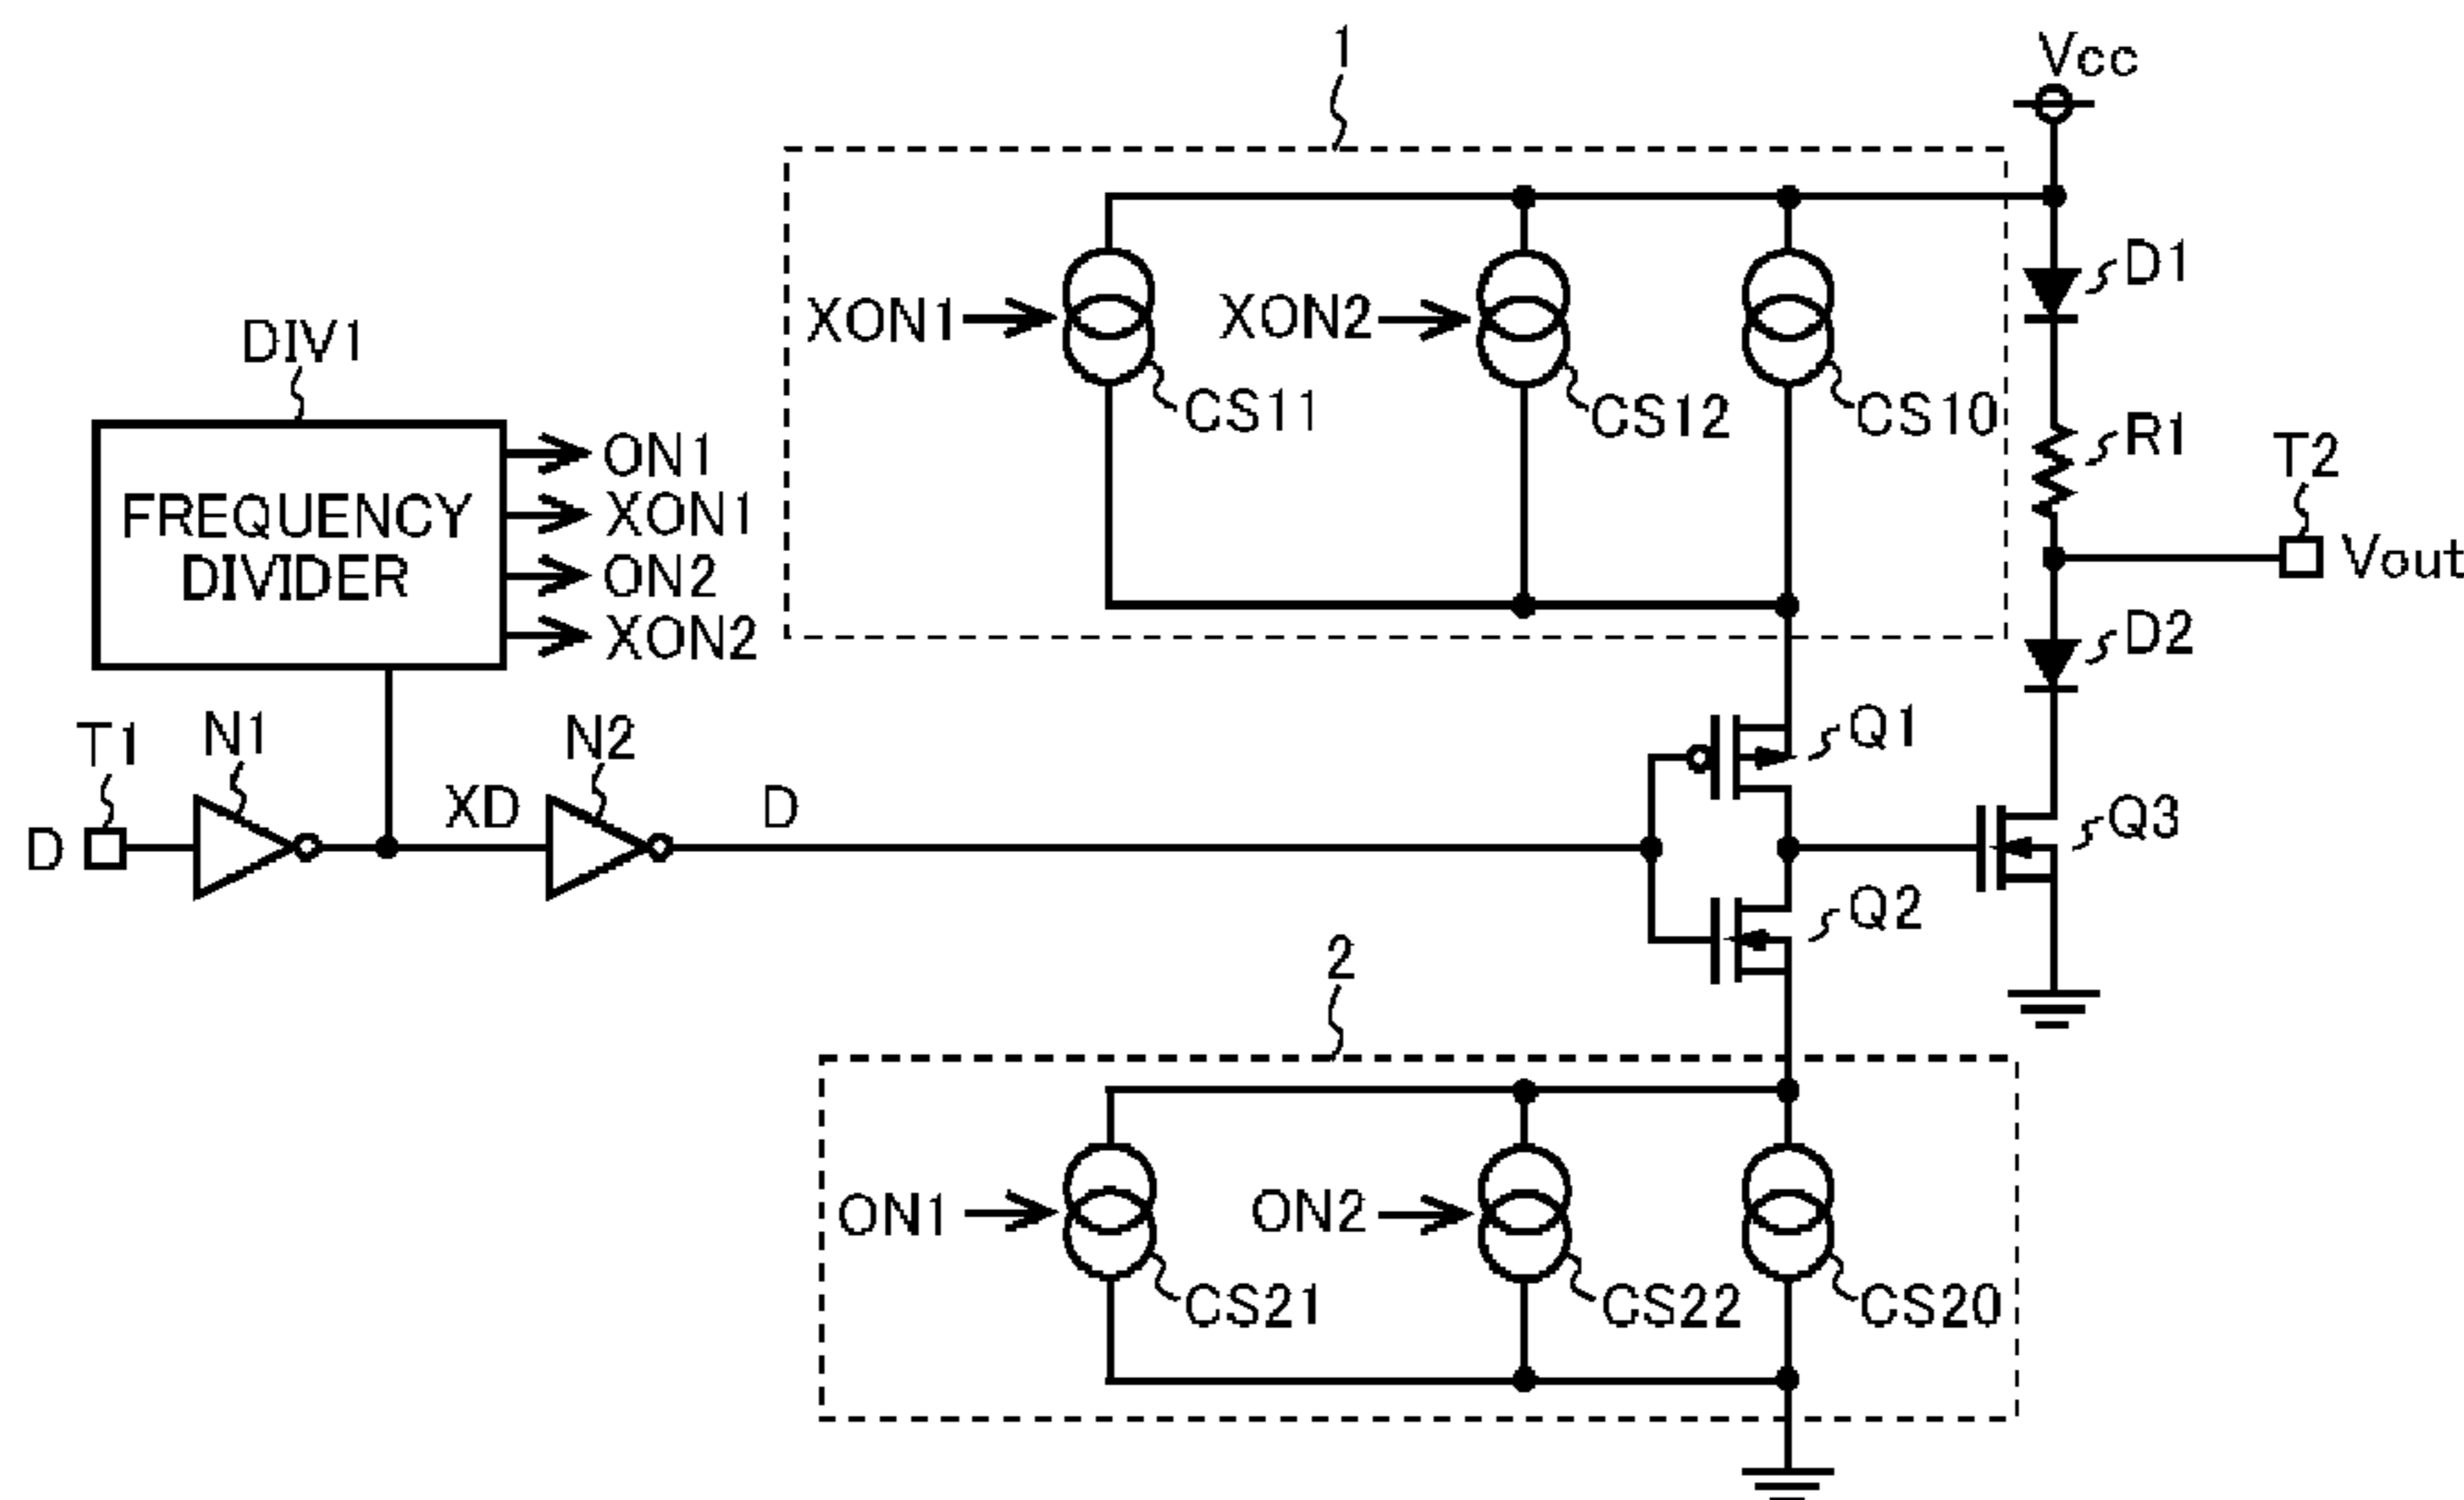 1
Vcc
D1
XON1
XON2
CS11
CS12
CS10
R1
T2
Vout
DIV1
FREQUENCY
DIVIDER
ON1
XON1
ON2
XON2
D2
T1
N1
N2
Q1
D
XD
D
Q3
Q2
2
ON1
ON2
CS21
CS22
CS20